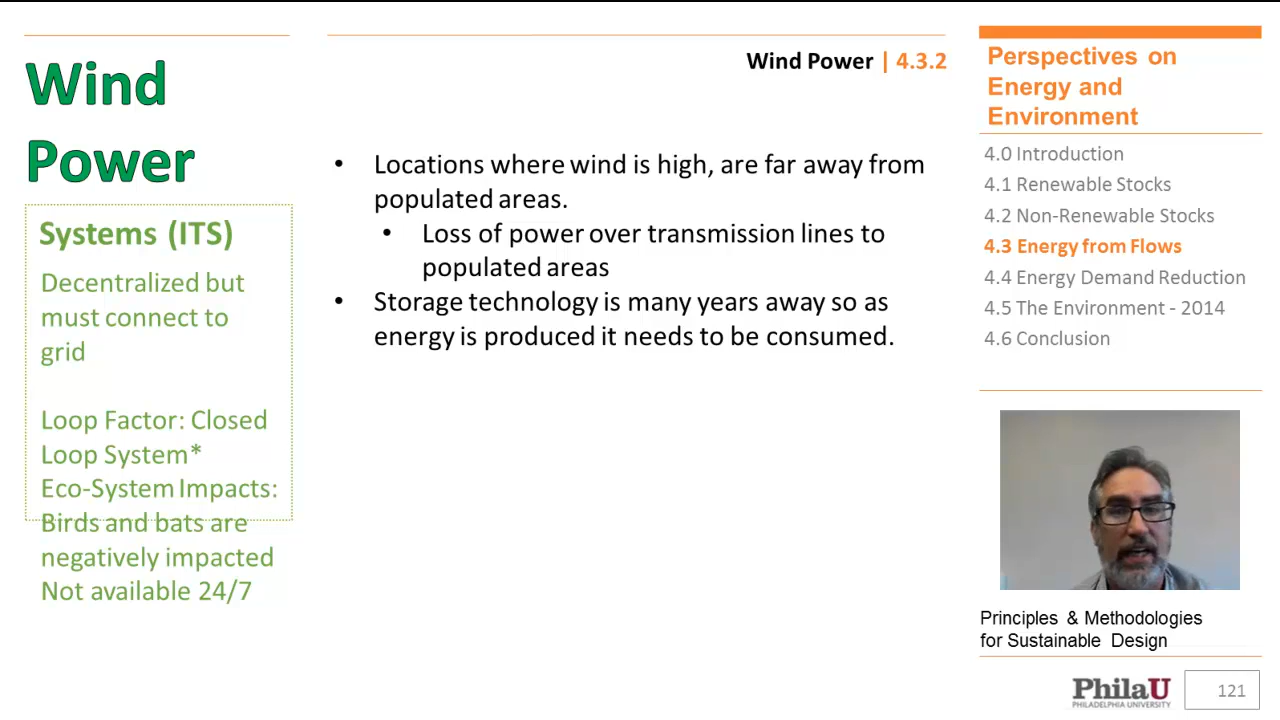 Wind
Power
Systems (ITS)
Decentralized but
must connect to
grid
Loop Factor: Closed
Loop System*
Eco-System Impacts:
Birds and bats are
negatively impacted
Not available 24/7
Wind Power | 4.3.2
• Locations where wind is high, are far away from
populated areas.
• Loss of power over transmission lines to
populated areas
• Storage technology is many years away so as
energy is produced it needs to be consumed.
Perspectives on
Energy and
Environment
4.0 Introduction
4.1 Renewable Stocks
4.2 Non-Renewable Stocks
4.3 Energy from Flows
4.4 Energy Demand Reduction
4.5 The Environment - 2014
4.6 Conclusion
Principles & Methodologies
for Sustainable Design
PhilaU
PHILADELPHIA UNIVERSITY
121